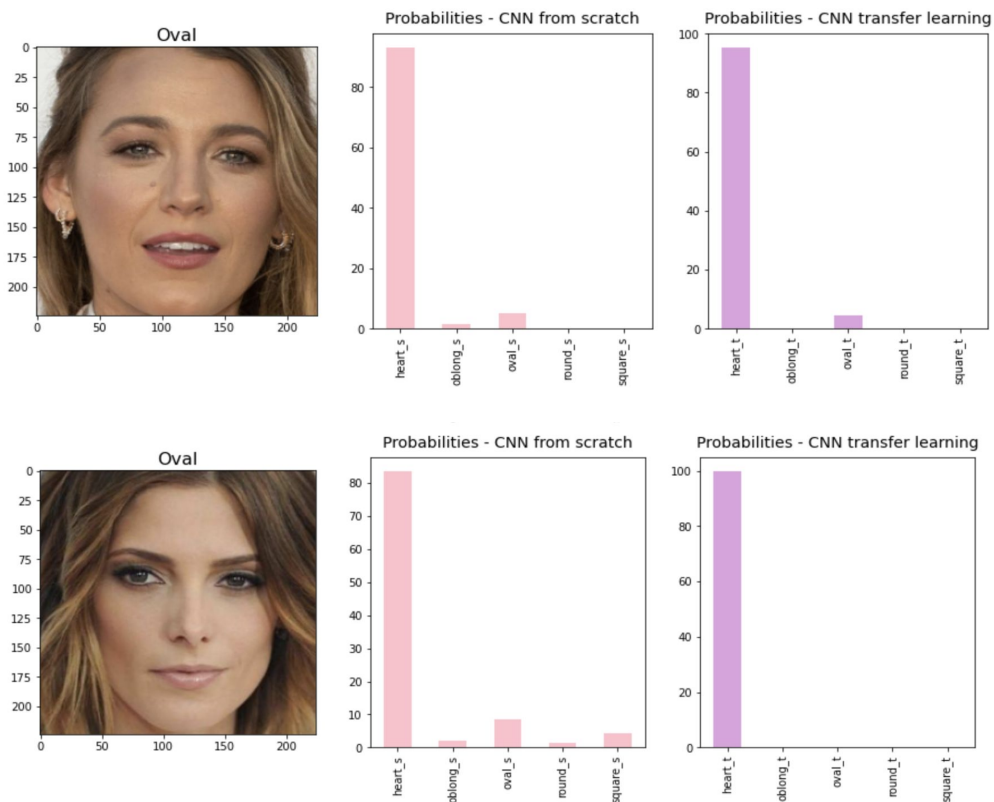 Oval
0
25
50
75
100
125
150
175
200
0 50 100 150 200
Probabilities - CNN from scratch
80
60
40
20
0
heart_s
oblong_s
oval_s
round_s
square_s
Probabilities - CNN transfer learning
100
80
60
40
20
0
heart_t
oblong_t
oval_t
round_t
square_t
Oval
0
25
50
75
100
125
150
175
200
0 50 100 150 200
Probabilities - CNN from scratch
80
70
60
50
40
30
20
10
0
heart_s
oblong_s
oval_s
round_s
square_s
Probabilities - CNN transfer learning
100
80
60
40
20
0
heart_t
oblong_t
oval_t
round_t
square_t